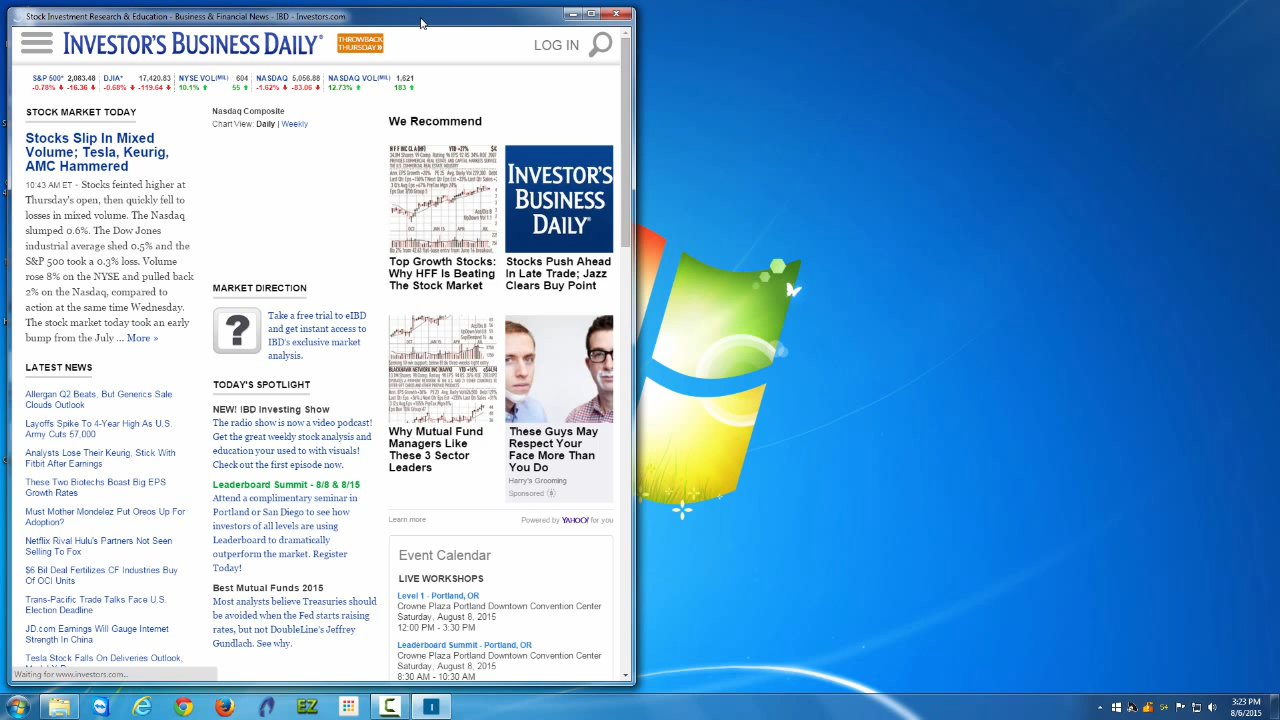 Stock Investment Research & Education - Business & Financial News - IBD - Investors.com
INVESTOR'S BUSINESS DAILY®
THROWBACK
THURSDAY »
LOG IN
S&P 500* 2,083.48 DJIA* 17,420.83 NYSE VOL(MIL) 604 NASDAQ 5,056.88 NASDAQ VOL(MIL) 1,621
-0.78% -16.36 -0.68% -119.64 10.1% 55 -1.62% -83.06 12.73% 183
STOCK MARKET TODAY
Stocks Slip In Mixed
Volume; Tesla, Keurig,
AMC Hammered
10:43 AM ET - Stocks feinted higher at
Thursday's open, then quickly fell to
losses in mixed volume. The Nasdaq
slumped 0.6%. The Dow Jones
industrial average shed 0.5% and the
S&P 500 took a 0.3% loss. Volume
rose 8% on the NYSE and pulled back
2% on the Nasdaq, compared to
action at the same time Wednesday.
The stock market today took an early
bump from the July ... More »
LATEST NEWS
Allergan Q2 Beats, But Generics Sale
Clouds Outlook
Layoffs Spike To 4-Year High As U.S.
Army Cuts 57,000
Analysts Lose Their Keurig, Stick With
Fitbit After Earnings
These Two Biotechs Boast Big EPS
Growth Rates
Must Mother Mondelez Put Oreos Up For
Adoption?
Netflix Rival Hulu's Partners Not Seen
Selling To Fox
$6 Bil Deal Fertilizes CF Industries Buy
Of OCI Units
Trans-Pacific Trade Talks Face U.S.
Election Deadline
JD.com Earnings Will Gauge Internet
Strength In China
Tesla Stock Falls On Deliveries Outlook,
Waiting for www.investors.com...
Nasdaq Composite
Chart View: Daily | Weekly
MARKET DIRECTION
?
Take a free trial to eIBD
and get instant access to
IBD's exclusive market
analysis.
TODAY'S SPOTLIGHT
NEW! IBD Investing Show
The radio show is now a video podcast!
Get the great weekly stock analysis and
education your used to with visuals!
Check out the first episode now.
Leaderboard Summit - 8/8 & 8/15
Attend a complimentary seminar in
Portland or San Diego to see how
investors of all levels are using
Leaderboard to dramatically
outperform the market. Register
Today!
Best Mutual Funds 2015
Most analysts believe Treasuries should
be avoided when the Fed starts raising
rates, but not DoubleLine's Jeffrey
Gundlach. See why.
We Recommend
INVESTOR'S
BUSINESS
DAILY®
Top Growth Stocks:
Why HFF Is Beating
The Stock Market
Stocks Push Ahead
In Late Trade; Jazz
Clears Buy Point
Why Mutual Fund
Managers Like
These 3 Sector
Leaders
These Guys May
Respect Your
Face More Than
You Do
Harry's Grooming
Sponsored
Learn more
Powered by YAHOO! for you
Event Calendar
LIVE WORKSHOPS
Level 1 - Portland, OR
Crowne Plaza Portland Downtown Convention Center
Saturday, August 8, 2015
12:00 PM - 3:30 PM
Leaderboard Summit - Portland, OR
Crowne Plaza Portland Downtown Convention Center
Saturday, August 8, 2015
8:30 AM - 10:30 AM
EZ
3:23 PM
8/6/2015